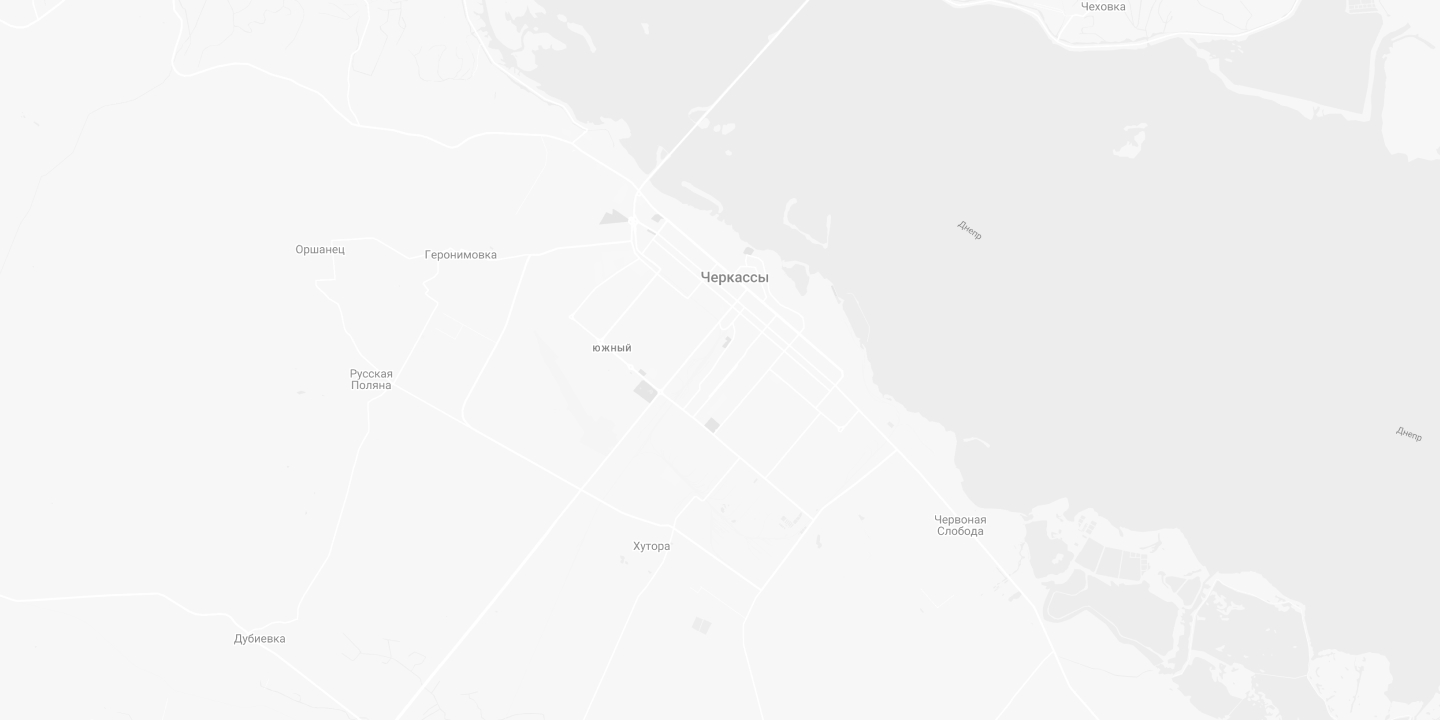 Чеховка
Днепр
Оршанец
Геронимовка
Черкассы
южный
Русская
Поляна
Днепр
Червоная
Слобода
Хутора
Дубиевка